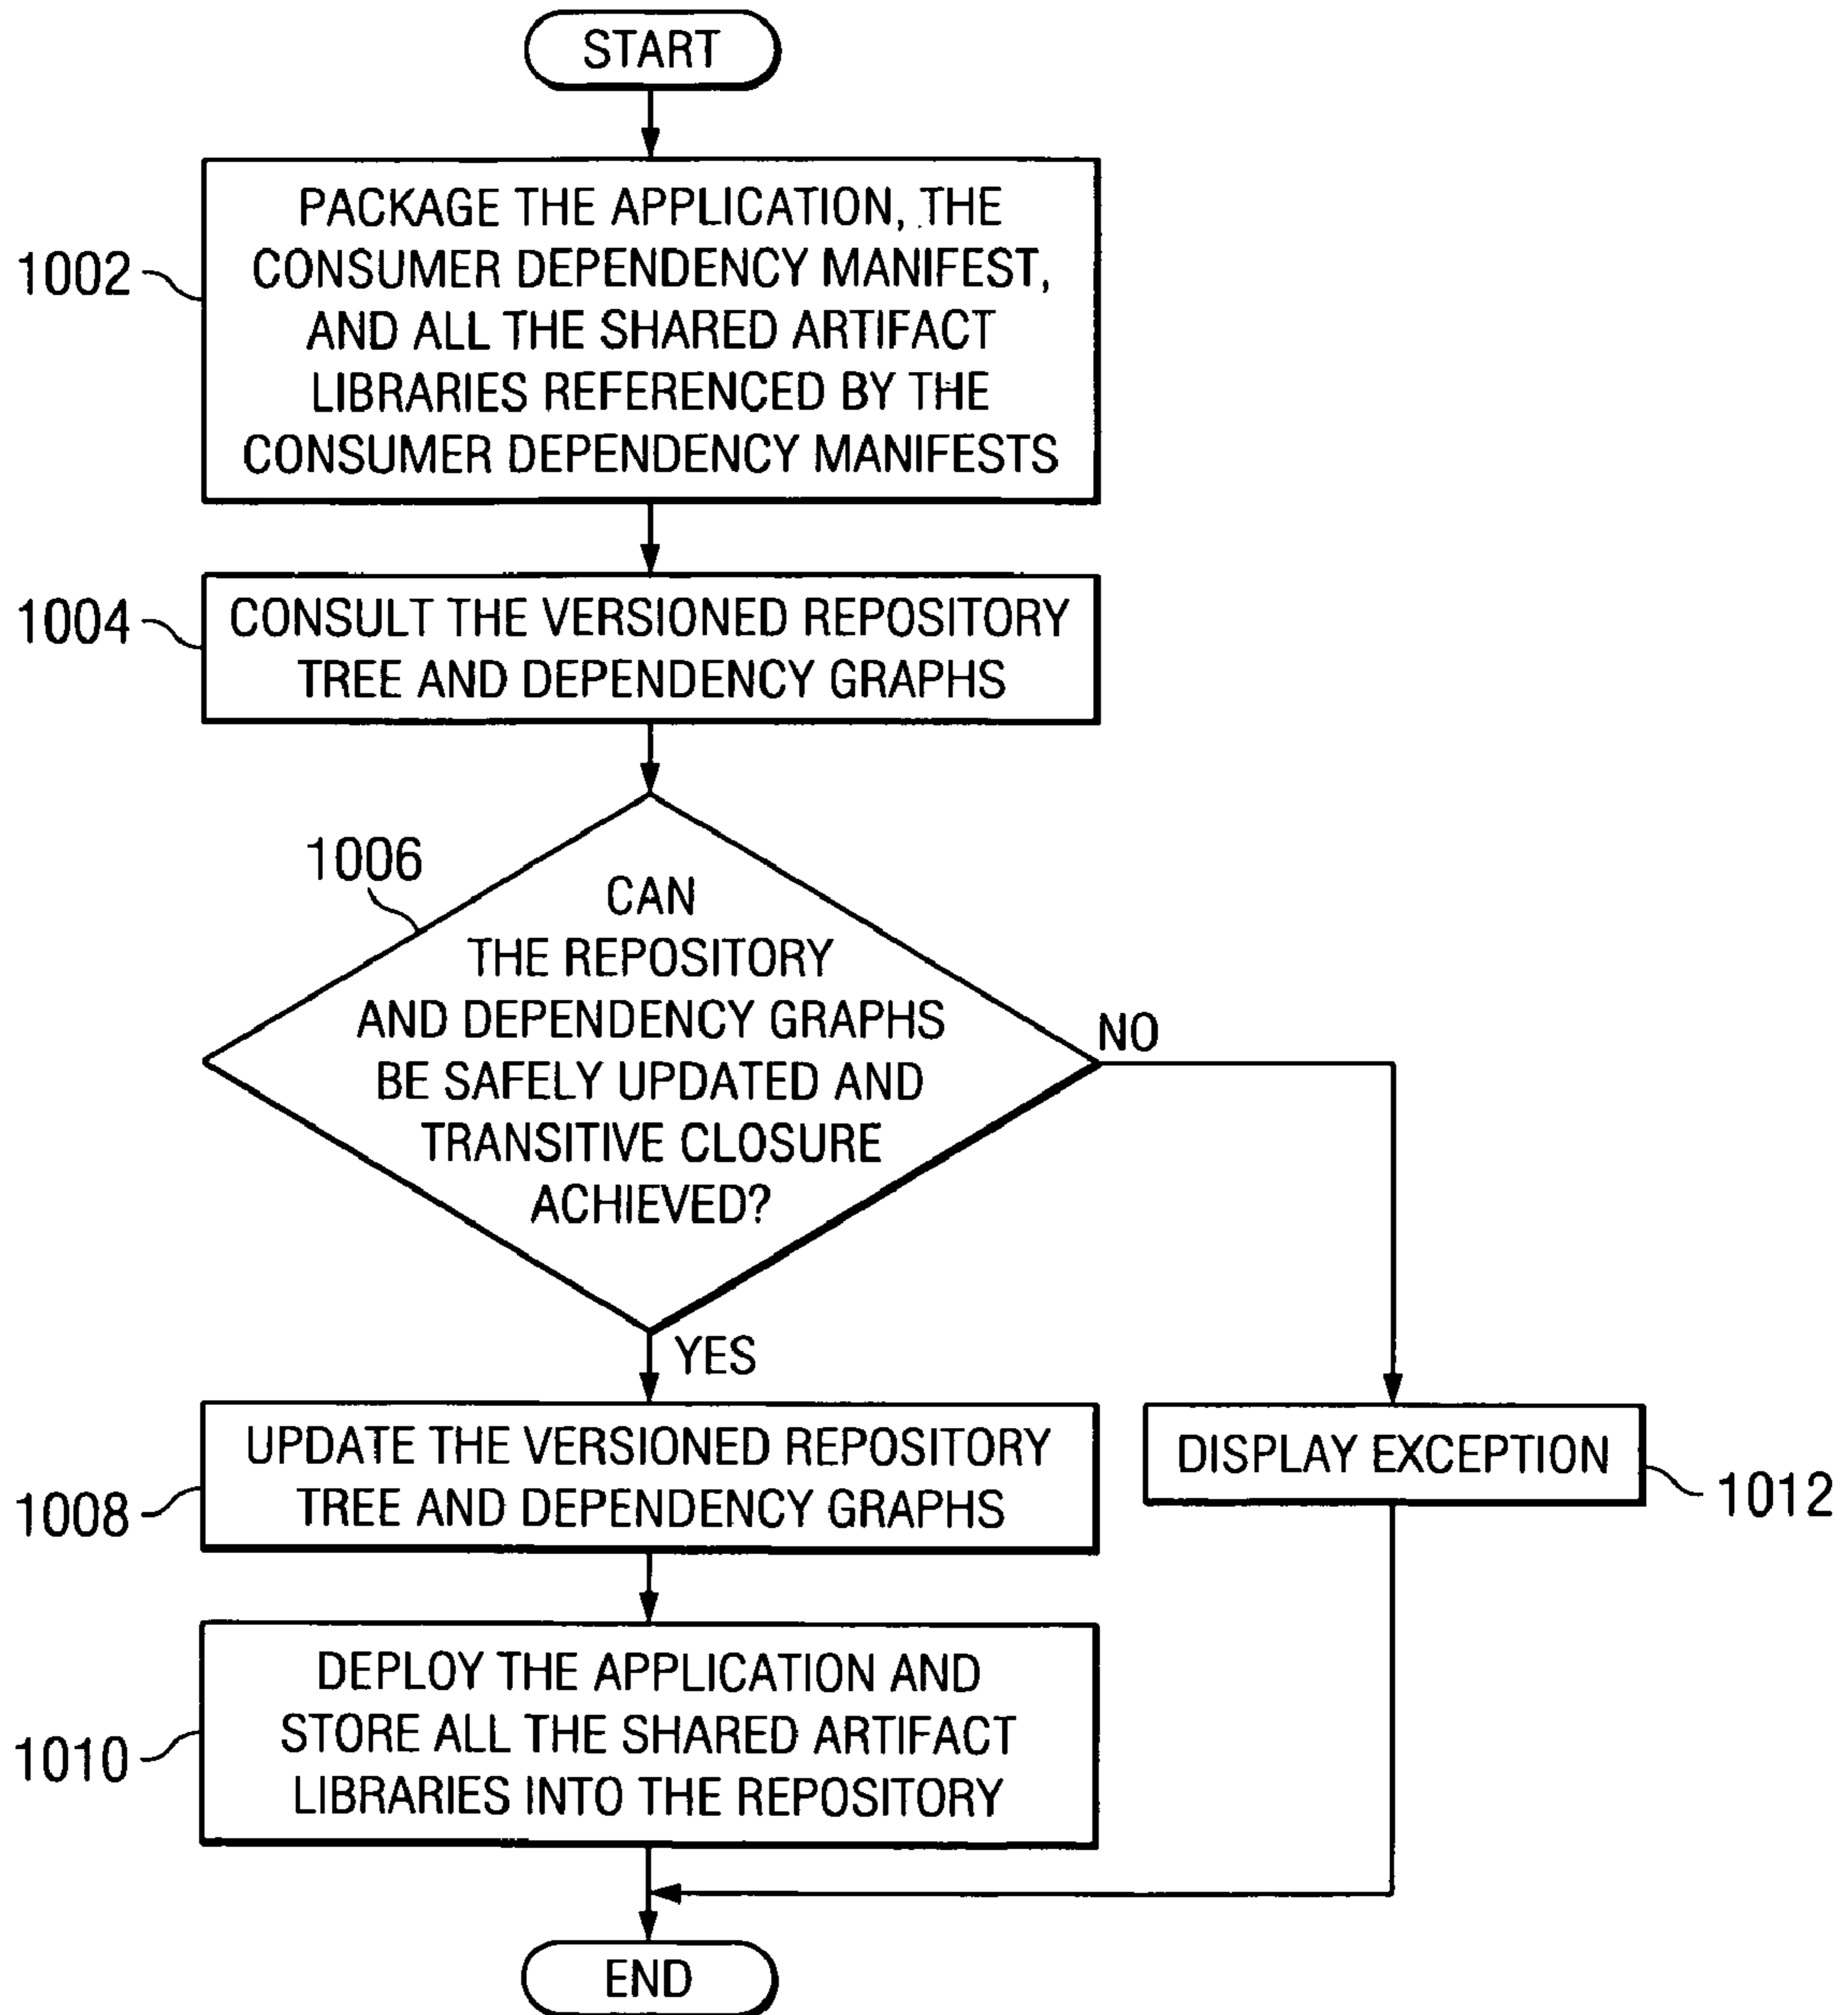 START
1002
PACKAGE THE APPLICATION, THE
CONSUMER DEPENDENCY MANIFEST,
AND ALL THE SHARED ARTIFACT
LIBRARIES REFERENCED BY THE
CONSUMER DEPENDENCY MANIFESTS
1004
CONSULT THE VERSIONED REPOSITORY
TREE AND DEPENDENCY GRAPHS
1006
CAN
THE REPOSITORY
AND DEPENDENCY GRAPHS
BE SAFELY UPDATED AND
TRANSITIVE CLOSURE
ACHIEVED?
NO
YES
1008
UPDATE THE VERSIONED REPOSITORY
TREE AND DEPENDENCY GRAPHS
DISPLAY EXCEPTION
1012
1010
DEPLOY THE APPLICATION AND
STORE ALL THE SHARED ARTIFACT
LIBRARIES INTO THE REPOSITORY
END